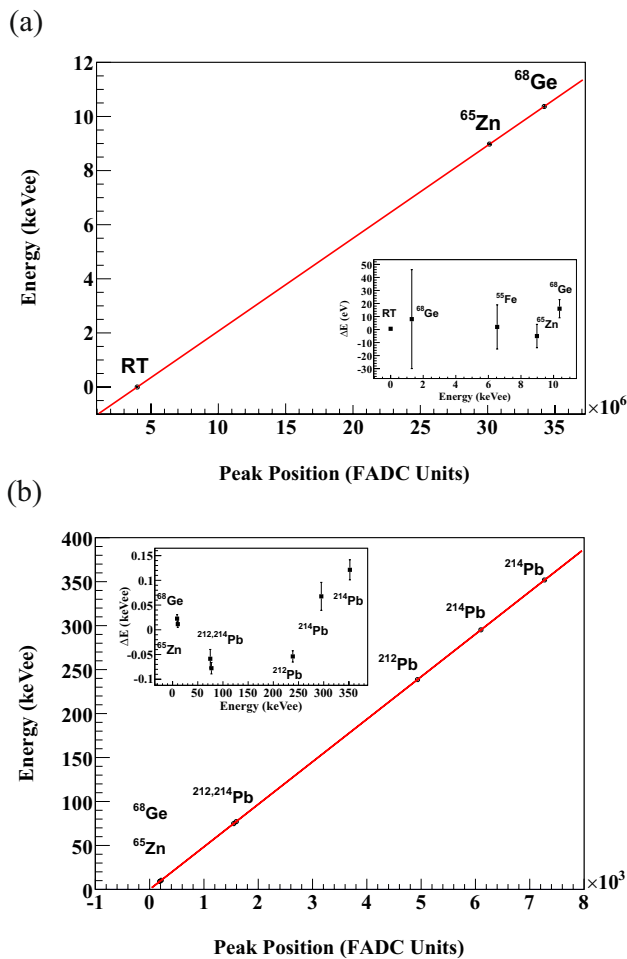 (a)
12
10
8
6
4
2
0
Energy (keVee)
RT
65Zn
68Ge
50
40
30
20
10
0
-10
-20
-30
ΔE (eV)
RT
68Ge
55Fe
65Zn
68Ge
0 2 4 6 8 10
Energy (keVee)
5 10 15 20 25 30 35
×10^6
Peak Position (FADC Units)
(b)
400
350
300
250
200
150
100
50
0
Energy (keVee)
0.15
0.1
0.05
0
-0.05
-0.1
ΔE (keVee)
68Ge
65Zn
212,214Pb
212Pb
214Pb
214Pb
0 50 100 150 200 250 300 350
Energy (keVee)
214Pb
214Pb
212Pb
212,214Pb
68Ge
65Zn
-1 0 1 2 3 4 5 6 7 8
×10^3
Peak Position (FADC Units)